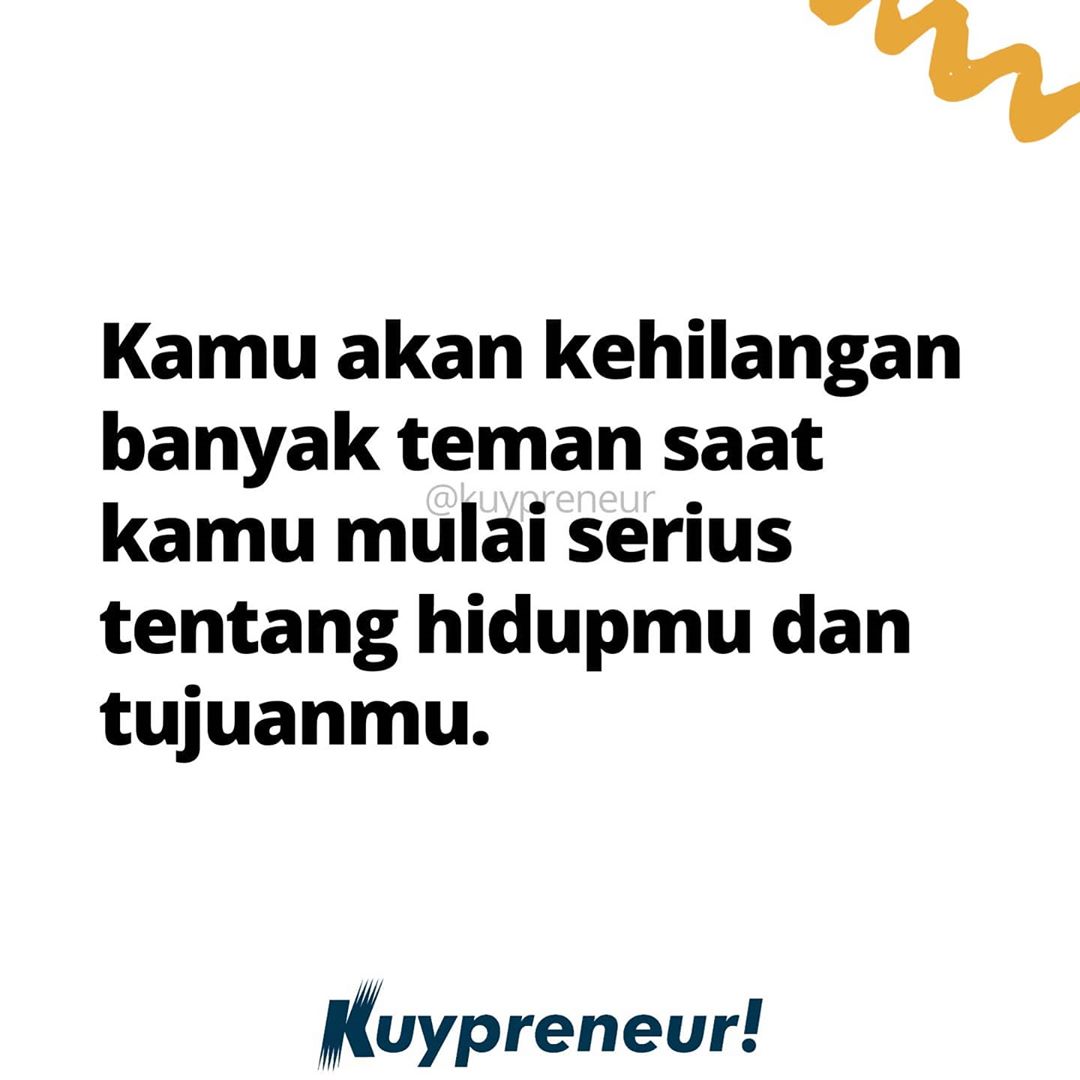 Kamu akan kehilangan
banyak teman saat
@kuypreneur
kamu mulai serius
tentang hidupmu dan
tujuanmu.
Kuypreneur!